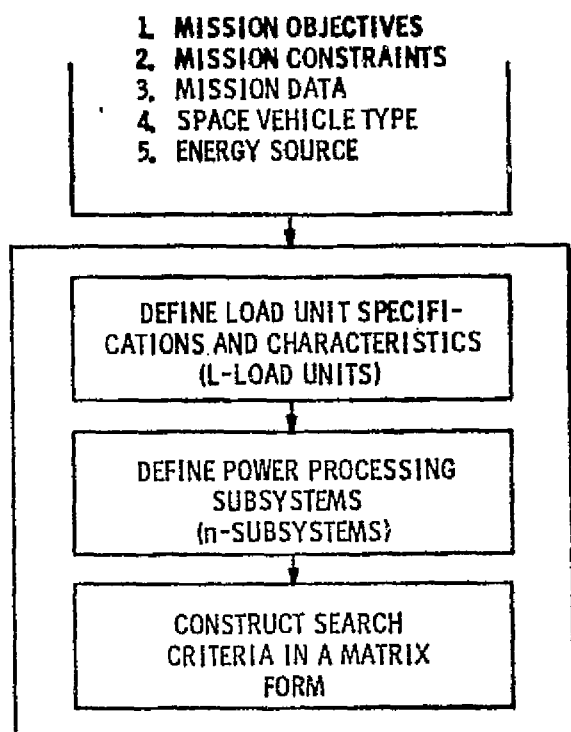 1. MISSION OBJECTIVES
2. MISSION CONSTRAINTS
3. MISSION DATA
4. SPACE VEHICLE TYPE
5. ENERGY SOURCE
DEFINE LOAD UNIT SPECIFI-
CATIONS AND CHARACTERISTICS
(L-LOAD UNITS)
DEFINE POWER PROCESSING
SUBSYSTEMS
(n-SUBSYSTEMS)
CONSTRUCT SEARCH
CRITERIA IN A MATRIX
FORM